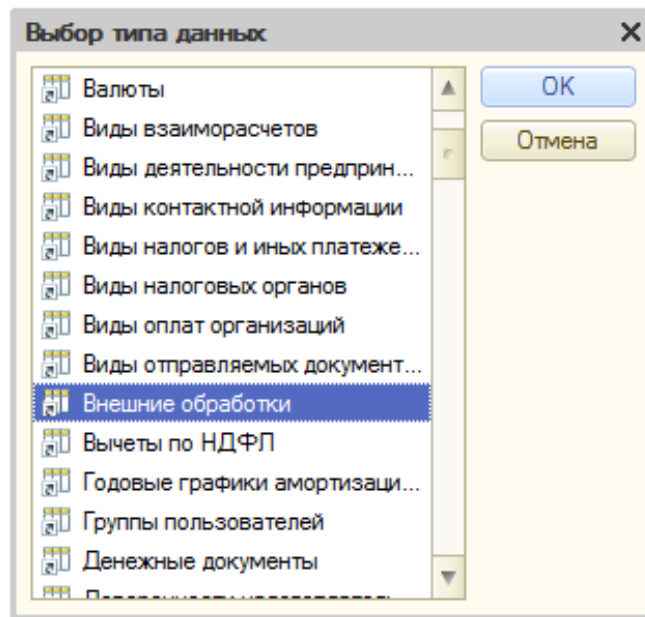 Выбор типа данных
Валюты
Виды взаиморасчетов
Виды деятельности предприн...
Виды контактной информации
Виды налогов и иных платеже...
Виды налоговых органов
Виды оплат организаций
Виды отправляемых документ...
Внешние обработки
Вычеты по НДФЛ
Годовые графики амортизаци...
Группы пользователей
Денежные документы
OK
Отмена